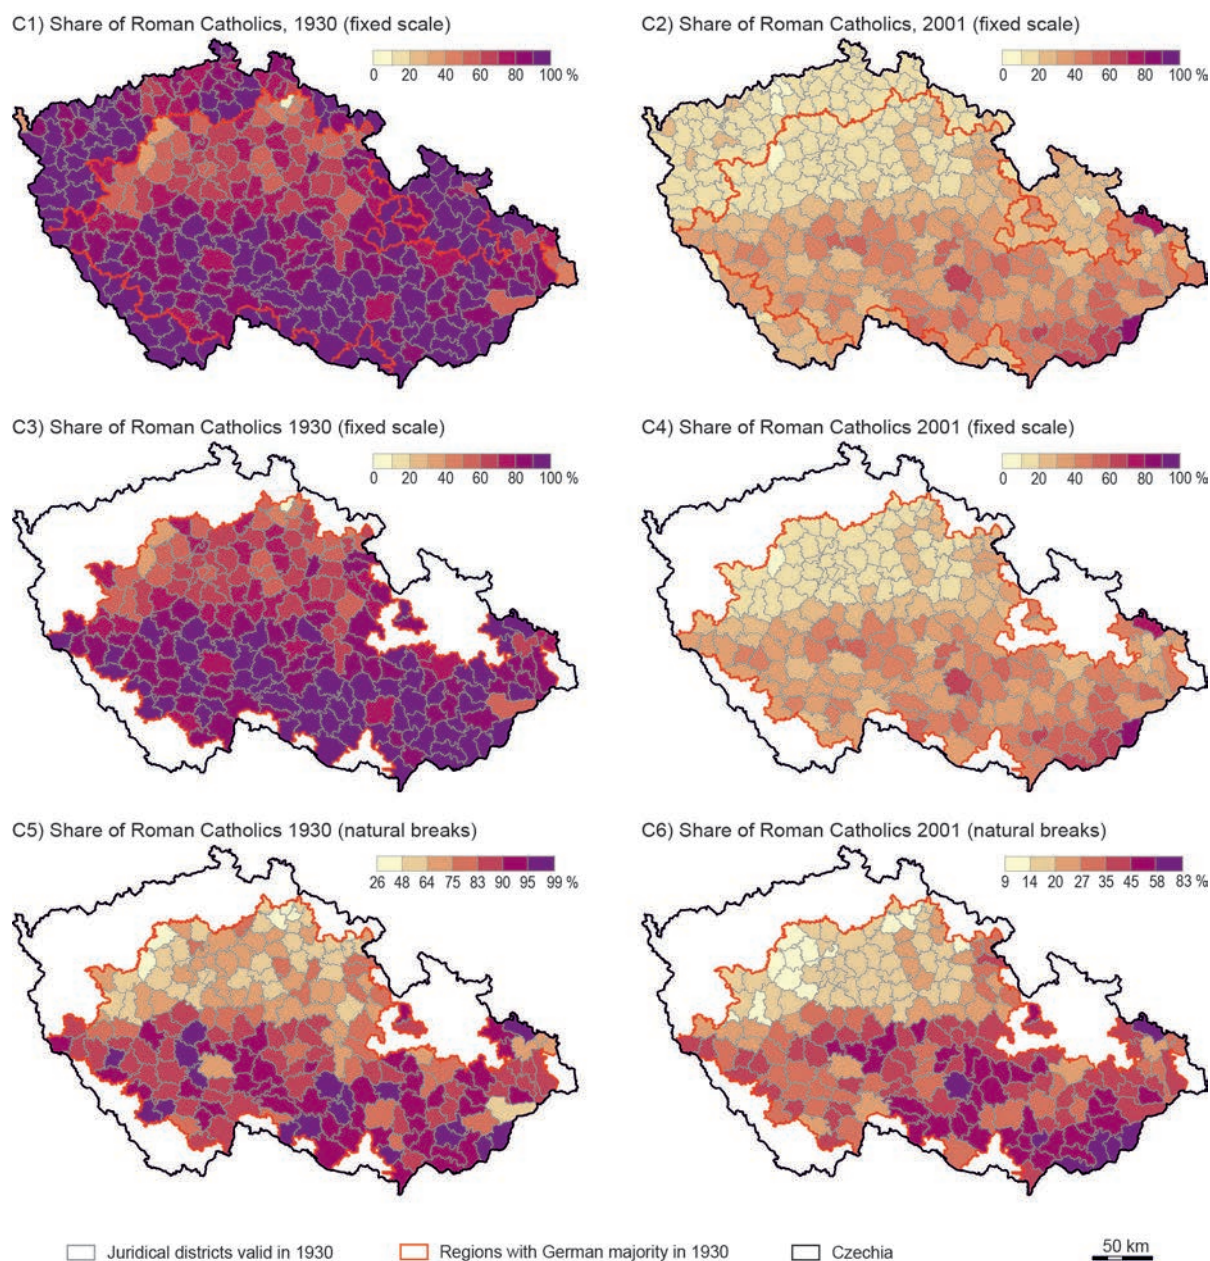 C1) Share of Roman Catholics, 1930 (fixed scale)
0 20 40 60 80 100 %
C2) Share of Roman Catholics, 2001 (fixed scale)
0 20 40 60 80 100 %
C3) Share of Roman Catholics 1930 (fixed scale)
0 20 40 60 80 100 %
C4) Share of Roman Catholics 2001 (fixed scale)
0 20 40 60 80 100 %
C5) Share of Roman Catholics 1930 (natural breaks)
26 48 64 75 83 90 95 99 %
C6) Share of Roman Catholics 2001 (natural breaks)
9 14 20 27 35 45 58 83 %
Juridical districts valid in 1930
Regions with German majority in 1930
Czechia
50 km